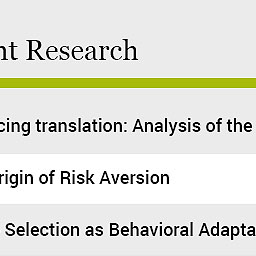 nt Research
cing translation: Analysis of the
rigin of Risk Aversion
Selection as Behavioral Adapta